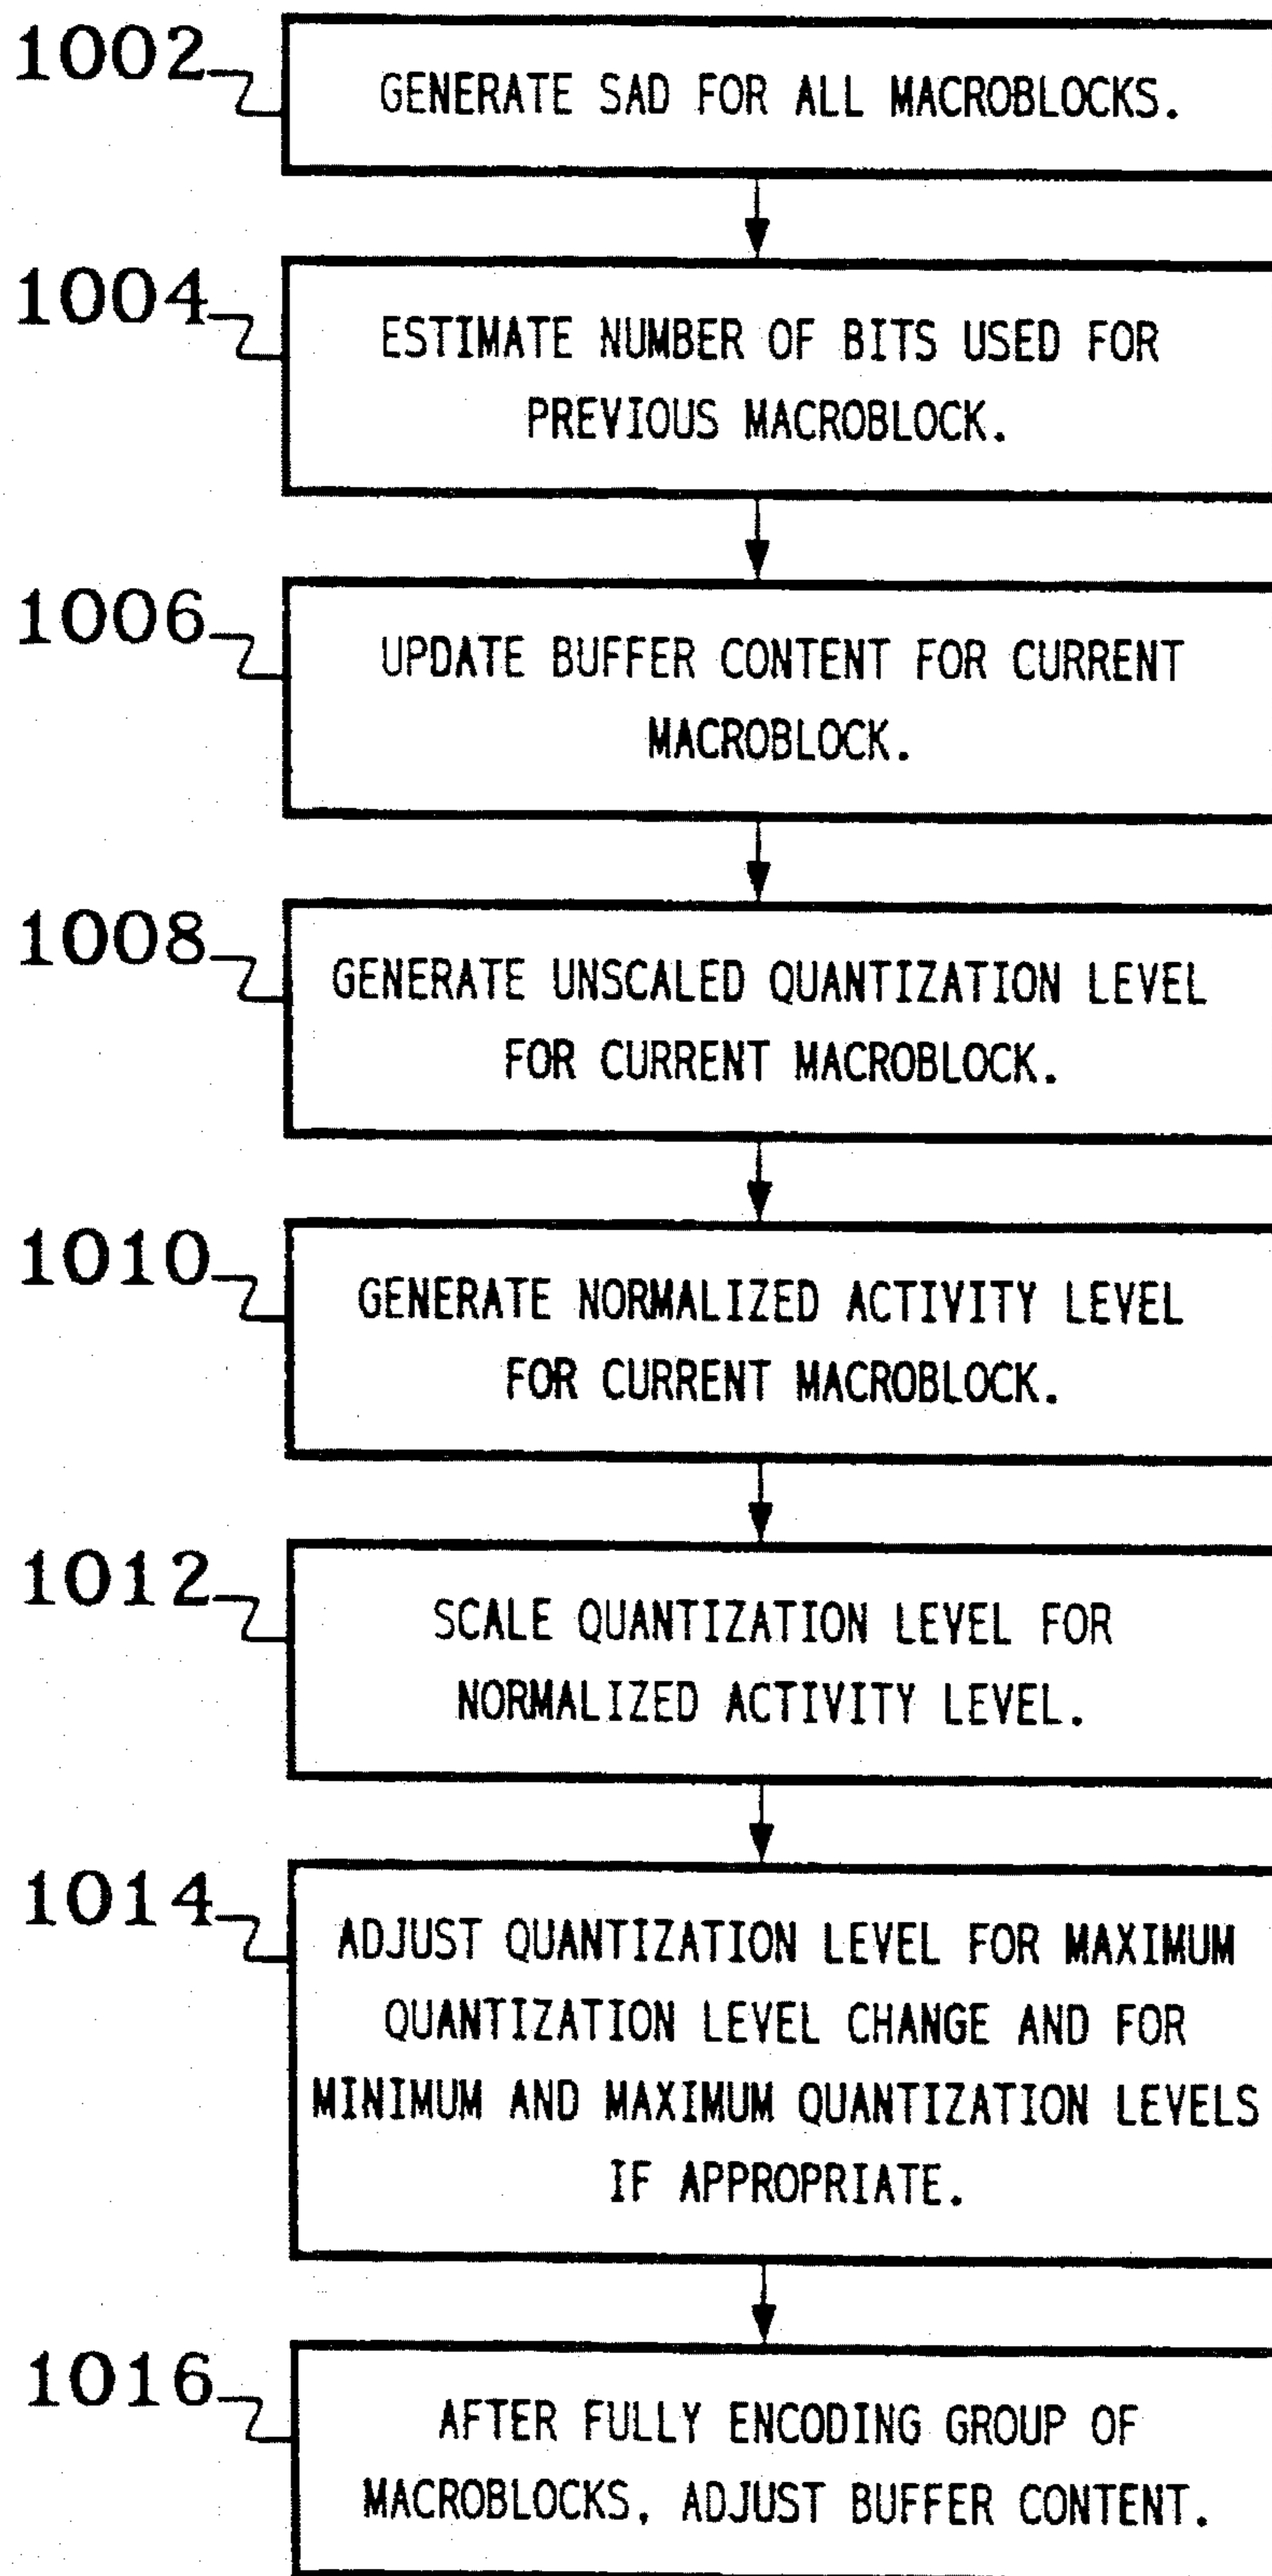 1002
GENERATE SAD FOR ALL MACROBLOCKS.
1004
ESTIMATE NUMBER OF BITS USED FOR
PREVIOUS MACROBLOCK.
1006
UPDATE BUFFER CONTENT FOR CURRENT
MACROBLOCK.
1008
GENERATE UNSCALED QUANTIZATION LEVEL
FOR CURRENT MACROBLOCK.
1010
GENERATE NORMALIZED ACTIVITY LEVEL
FOR CURRENT MACROBLOCK.
1012
SCALE QUANTIZATION LEVEL FOR
NORMALIZED ACTIVITY LEVEL.
1014
ADJUST QUANTIZATION LEVEL FOR MAXIMUM
QUANTIZATION LEVEL CHANGE AND FOR
MINIMUM AND MAXIMUM QUANTIZATION LEVELS
IF APPROPRIATE.
1016
AFTER FULLY ENCODING GROUP OF
MACROBLOCKS, ADJUST BUFFER CONTENT.